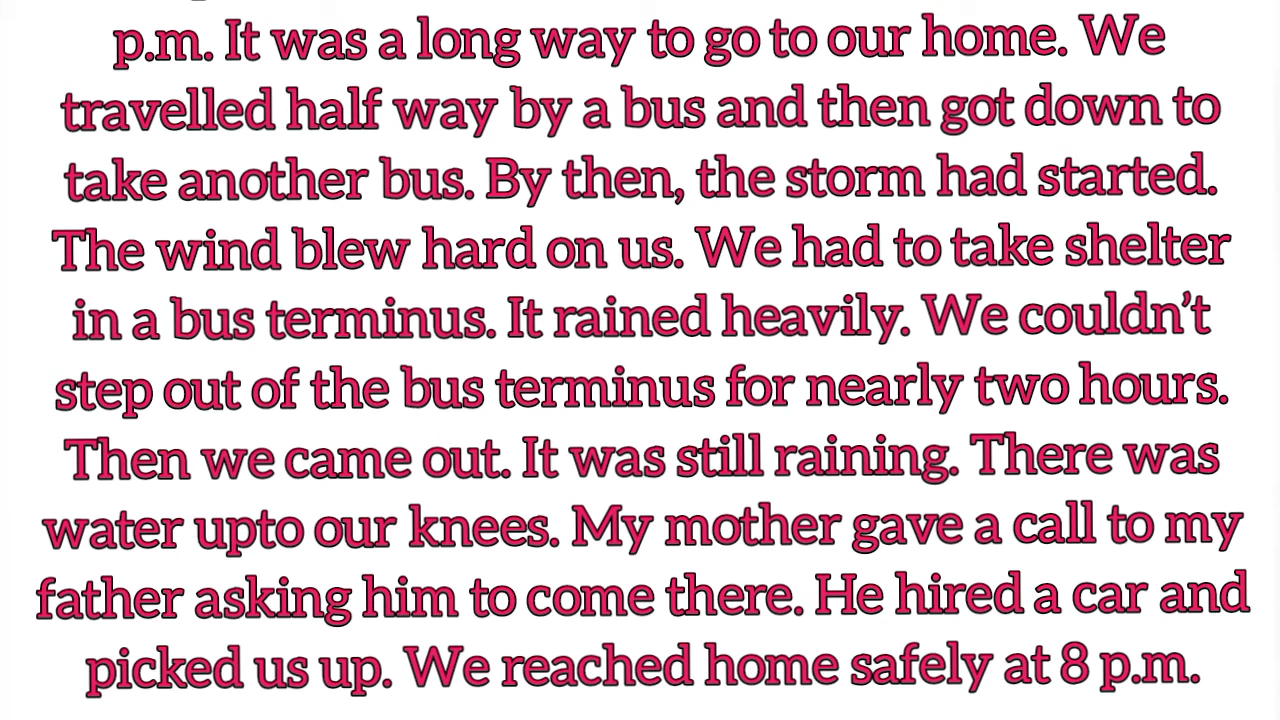 p.m. It was a long way to go to our home. We
travelled half way by a bus and then got down to
take another bus. By then, the storm had started.
The wind blew hard on us. We had to take shelter
in a bus terminus. It rained heavily. We couldn’t
step out of the bus terminus for nearly two hours.
Then we came out. It was still raining. There was
water upto our knees. My mother gave a call to my
father asking him to come there. He hired a car and
picked us up. We reached home safely at 8 p.m.